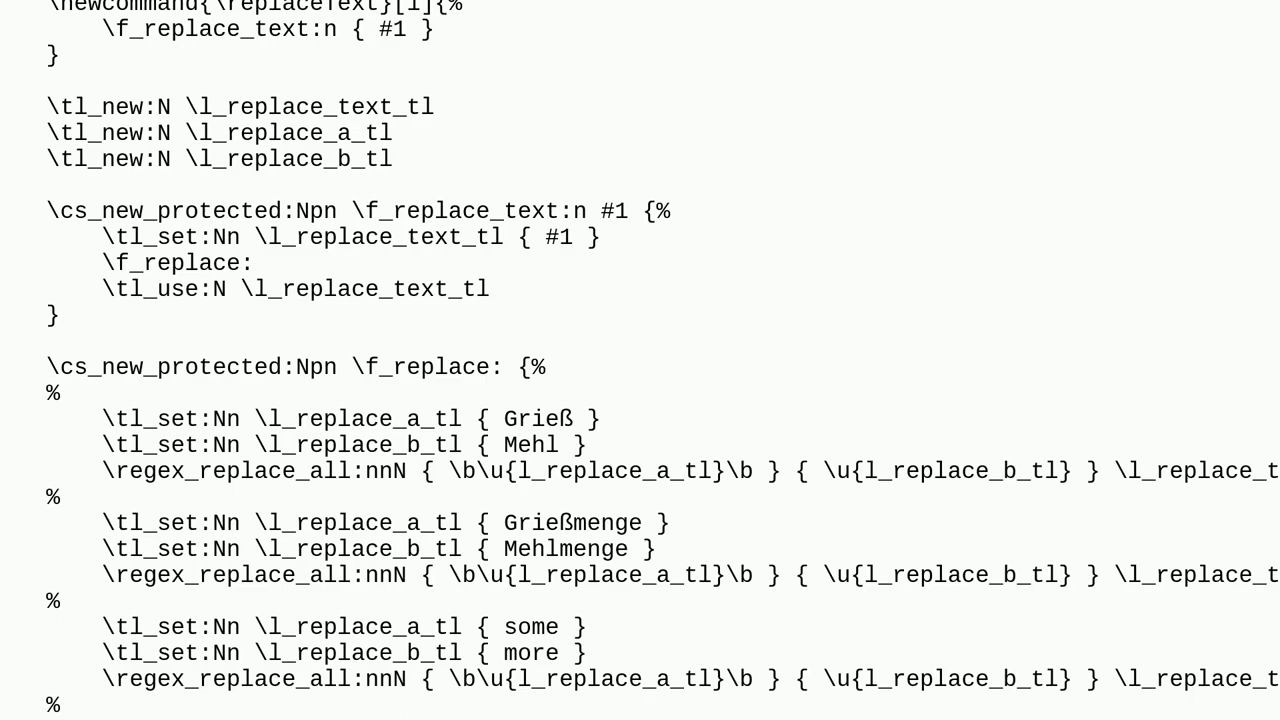 \newcommand{\replaceText}[1]{%
    \f_replace_text:n { #1 }
}

\tl_new:N \l_replace_text_tl
\tl_new:N \l_replace_a_tl
\tl_new:N \l_replace_b_tl

\cs_new_protected:Npn \f_replace_text:n #1 {%
    \tl_set:Nn \l_replace_text_tl { #1 }
    \f_replace:
    \tl_use:N \l_replace_text_tl
}

\cs_new_protected:Npn \f_replace: {%
%
    \tl_set:Nn \l_replace_a_tl { Grieß }
    \tl_set:Nn \l_replace_b_tl { Mehl }
    \regex_replace_all:nnN { \b\u{l_replace_a_tl}\b } { \u{l_replace_b_tl} } \l_replace_t
%
    \tl_set:Nn \l_replace_a_tl { Grießmenge }
    \tl_set:Nn \l_replace_b_tl { Mehlmenge }
    \regex_replace_all:nnN { \b\u{l_replace_a_tl}\b } { \u{l_replace_b_tl} } \l_replace_t
%
    \tl_set:Nn \l_replace_a_tl { some }
    \tl_set:Nn \l_replace_b_tl { more }
    \regex_replace_all:nnN { \b\u{l_replace_a_tl}\b } { \u{l_replace_b_tl} } \l_replace_t
%